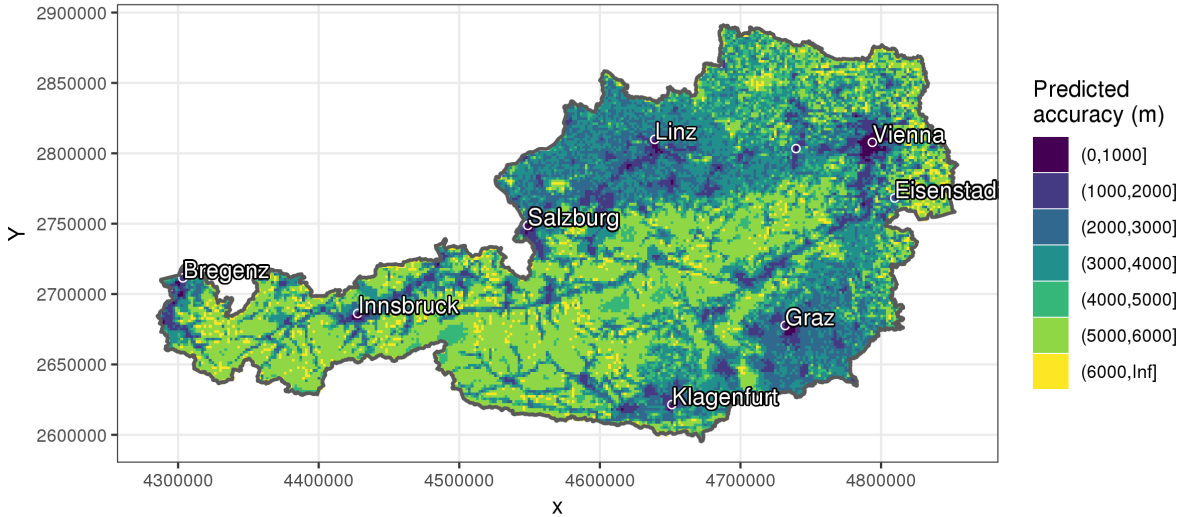 2900000
2850000
2800000
2750000
2700000
2650000
2600000
Y
Linz
Vienna
Eisenstad
Salzburg
Bregenz
Innsbruck
Graz
Klagenfurt
4300000
4400000
4500000
4600000
4700000
4800000
x
Predicted
accuracy (m)
(0,1000]
(1000,2000]
(2000,3000]
(3000,4000]
(4000,5000]
(5000,6000]
(6000,Inf]